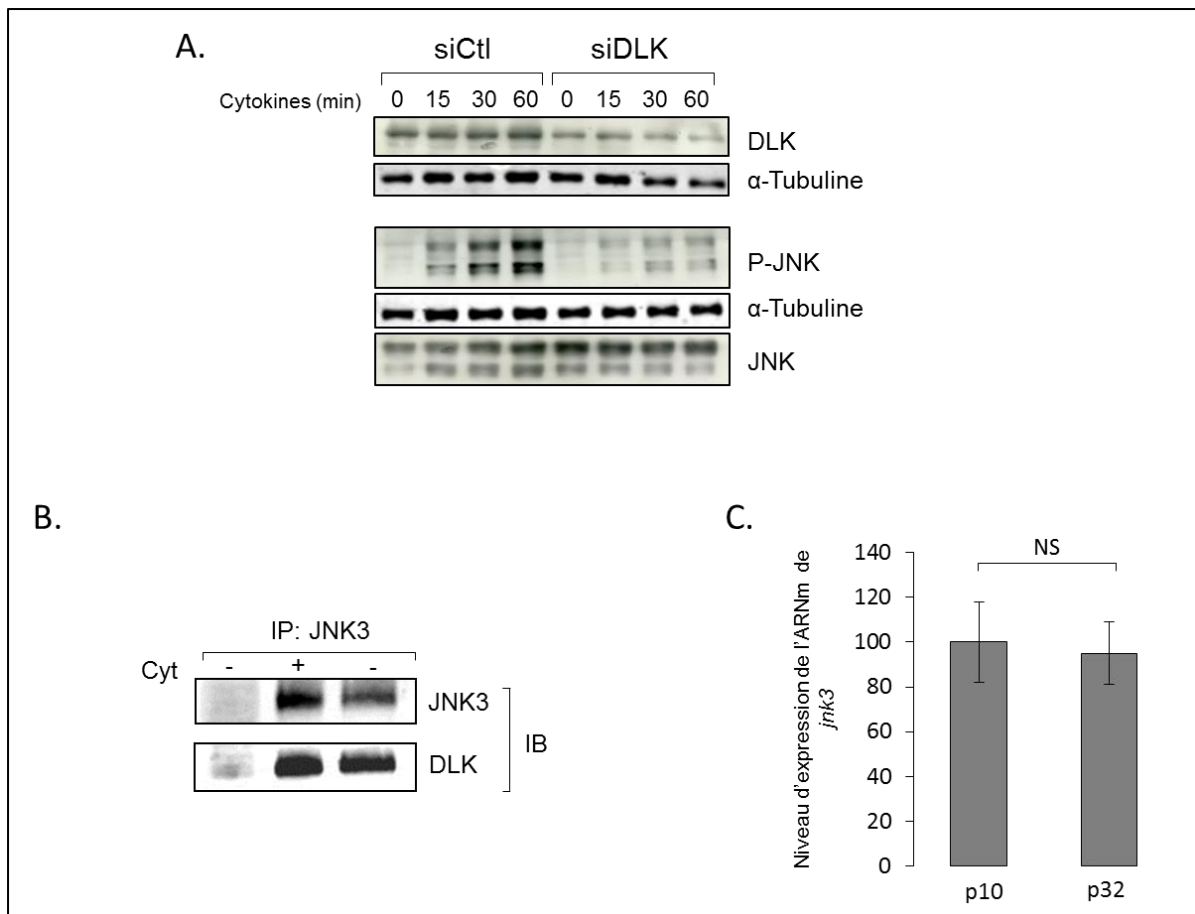 A.
siCtl siDLK
Cytokines (min) 0 15 30 60 0 15 30 60
DLK
α-Tubuline
P-JNK
α-Tubuline
JNK
B.
IP: JNK3
Cyt - + -
JNK3
DLK
IB
C.
Niveau d'expression de l'ARNm de
jnk3
NS
140
120
100
80
60
40
20
0
p10 p32